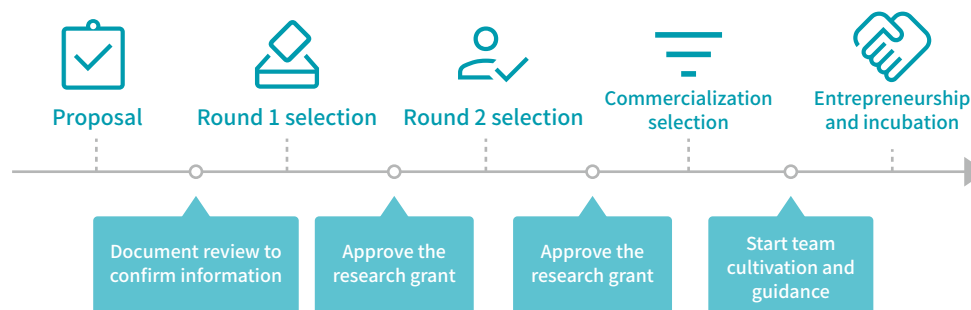 Proposal
Round 1 selection
Round 2 selection
Commercialization
selection
Entrepreneurship
and incubation
Document review to
confirm information
Approve the
research grant
Approve the
research grant
Start team
cultivation and
guidance